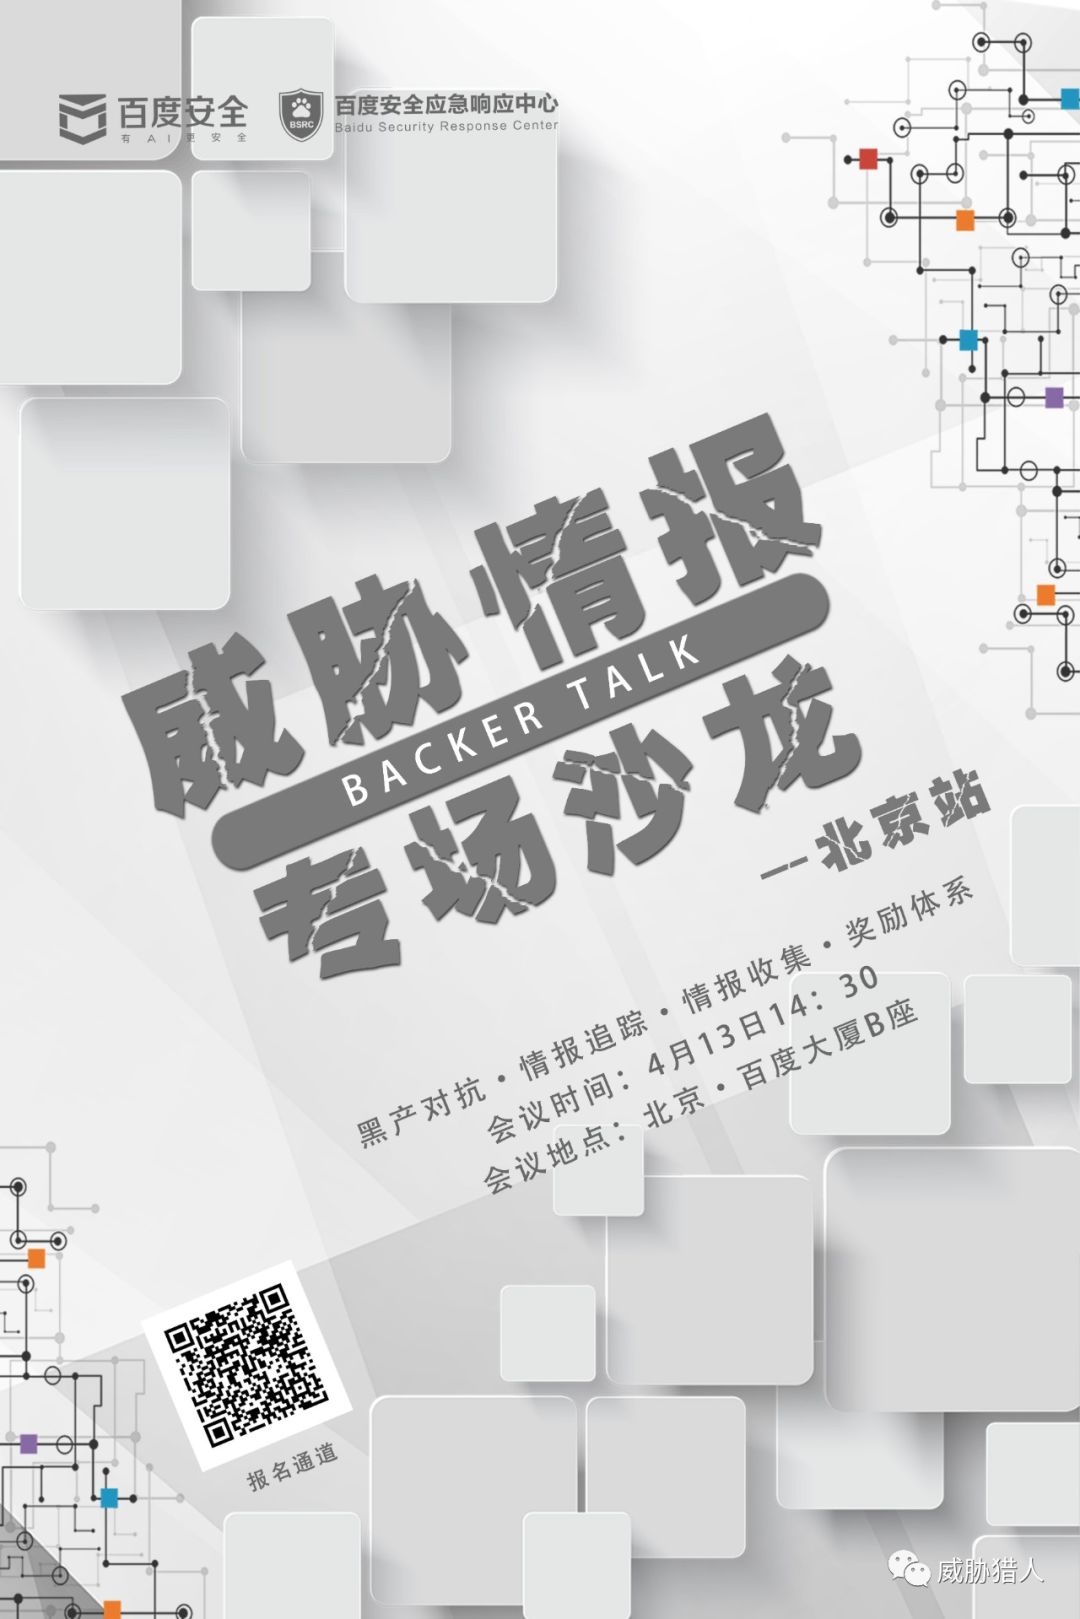 百度安全
有AI更安全
BSRC
百度安全应急响应中心
Baidu Security Response Center
威胁情报
BACKER TALK
专场沙龙
--北京站
黑产对抗·情报追踪·情报收集·奖励体系
会议时间：4月13日14：30
会议地点：北京·百度大厦B座
报名通道
威胁猎人